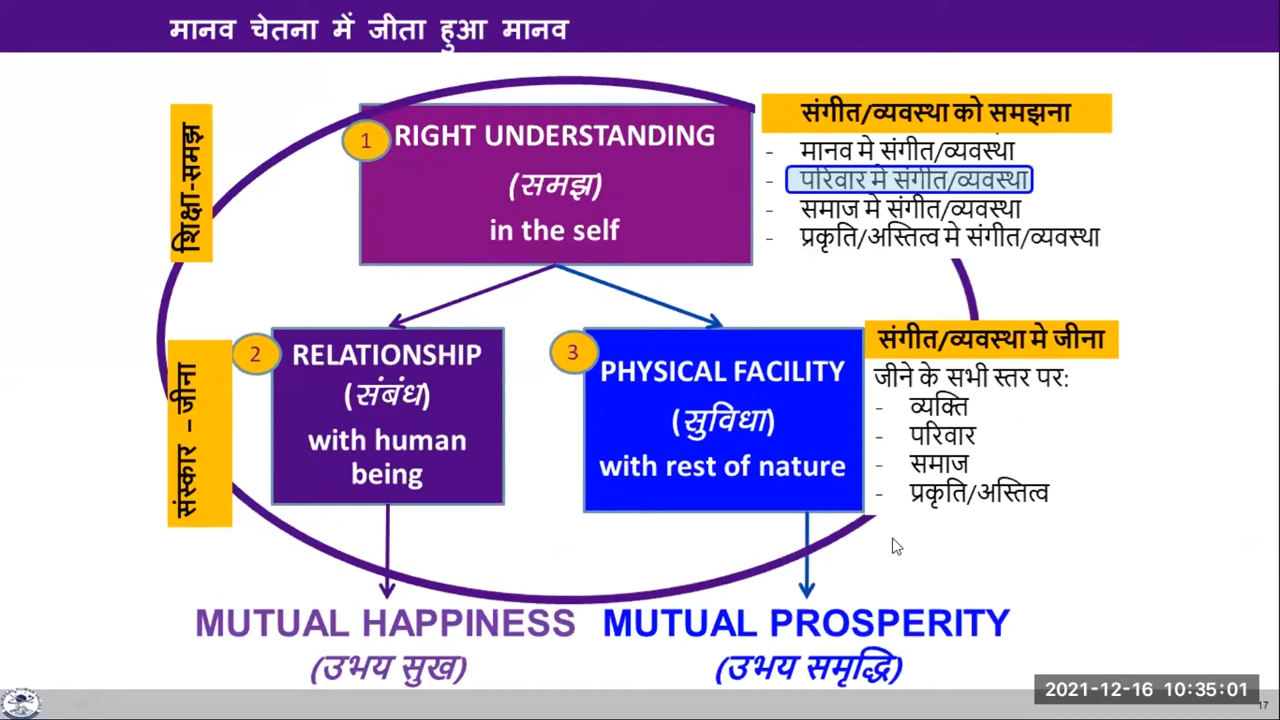 मानव चेतना में जीता हुआ मानव
शिक्षा-समझ
1
RIGHT UNDERSTANDING
(समझ)
in the self
संगीत/व्यवस्था को समझना
- मानव मे संगीत/व्यवस्था
- परिवार मे संगीत/व्यवस्था
- समाज मे संगीत/व्यवस्था
- प्रकृति/अस्तित्व मे संगीत/व्यवस्था
संस्कार – जीना
2
RELATIONSHIP
(संबंध)
with human
being
3
PHYSICAL FACILITY
(सुविधा)
with rest of nature
संगीत/व्यवस्था मे जीना
जीने के सभी स्तर पर:
- व्यक्ति
- परिवार
- समाज
- प्रकृति/अस्तित्व
MUTUAL HAPPINESS
(उभय सुख)
MUTUAL PROSPERITY
(उभय समृद्धि)
2021-12-16 10:35:01
17